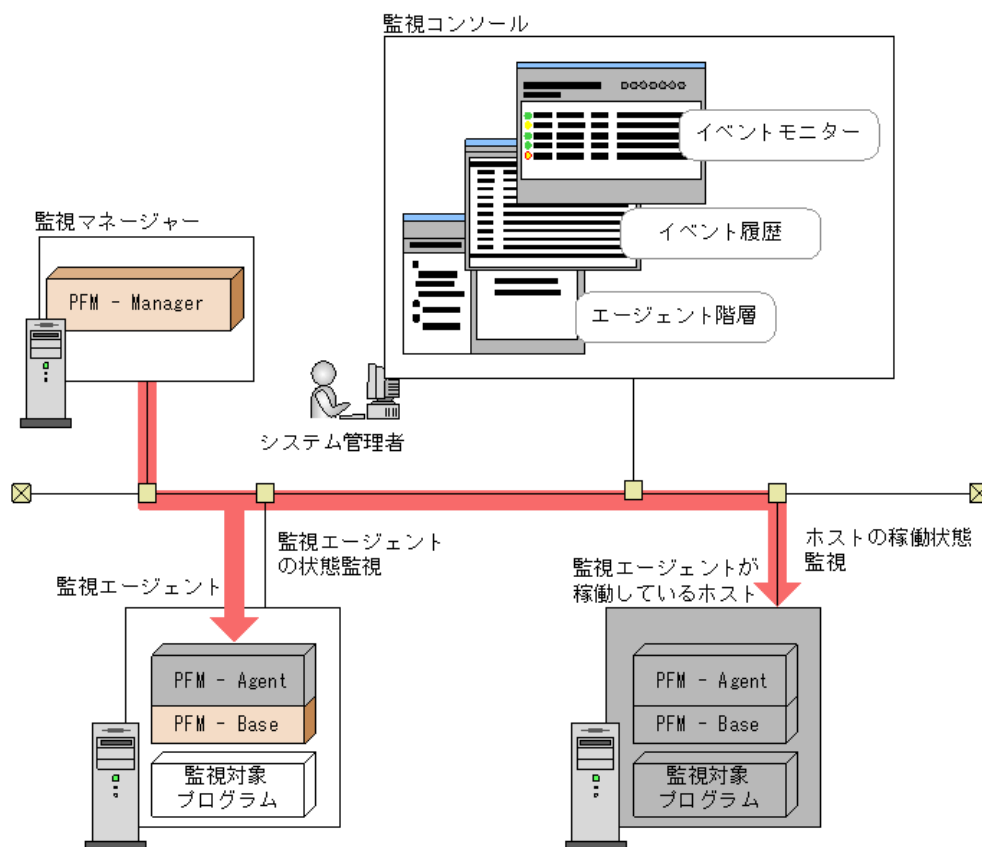 監視コンソール
イベントモニター
イベント履歴
エージェント階層
監視マネージャー
PFM - Manager
システム管理者
監視エージェント
の状態監視
ホストの稼働状態
監視
監視エージェント
監視エージェントが
稼働しているホスト
PFM - Agent
PFM - Base
監視対象
プログラム
PFM - Agent
PFM - Base
監視対象
プログラム